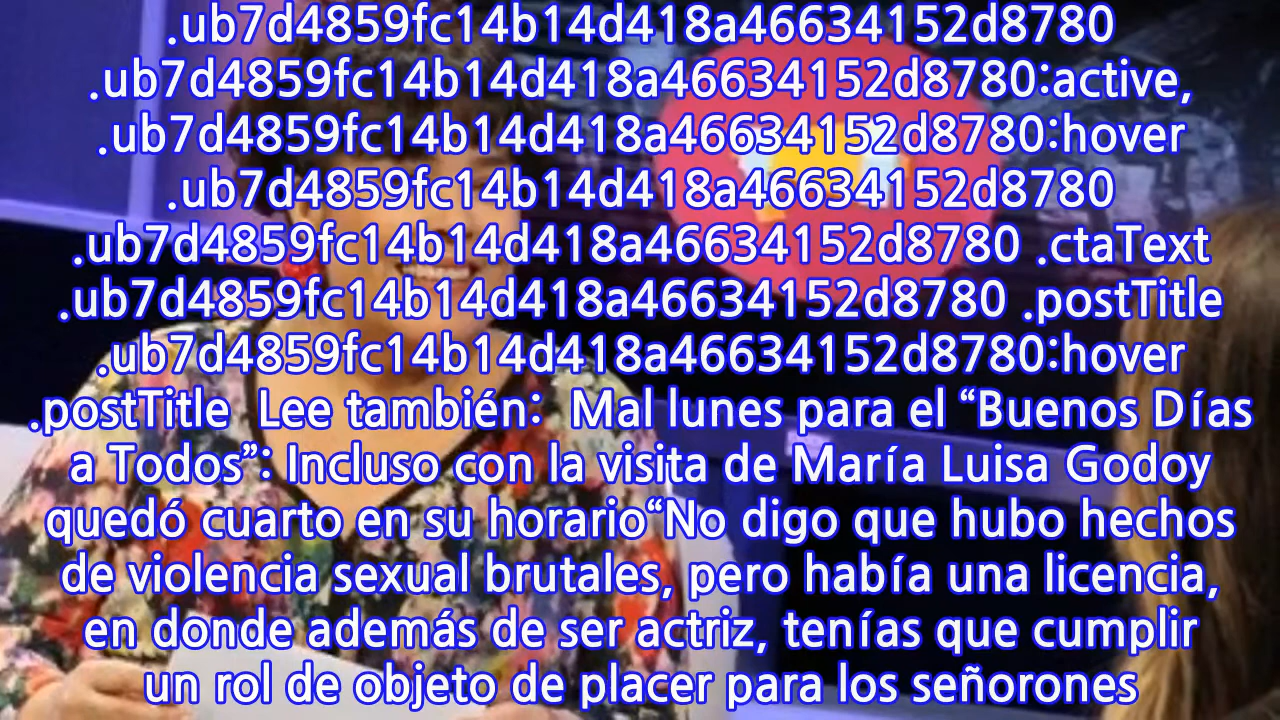 .ub7d4859fc14b14d418a46634152d8780
.ub7d4859fc14b14d418a46634152d8780:active,
.ub7d4859fc14b14d418a46634152d8780:hover
.ub7d4859fc14b14d418a46634152d8780
.ub7d4859fc14b14d418a46634152d8780 .ctaText
.ub7d4859fc14b14d418a46634152d8780 .postTitle
.ub7d4859fc14b14d418a46634152d8780:hover
.postTitle  Lee también:  Mal lunes para el “Buenos Días
a Todos”: Incluso con la visita de María Luisa Godoy
quedó cuarto en su horario“No digo que hubo hechos
de violencia sexual brutales, pero había una licencia,
en donde además de ser actriz, tenías que cumplir
un rol de objeto de placer para los señorones